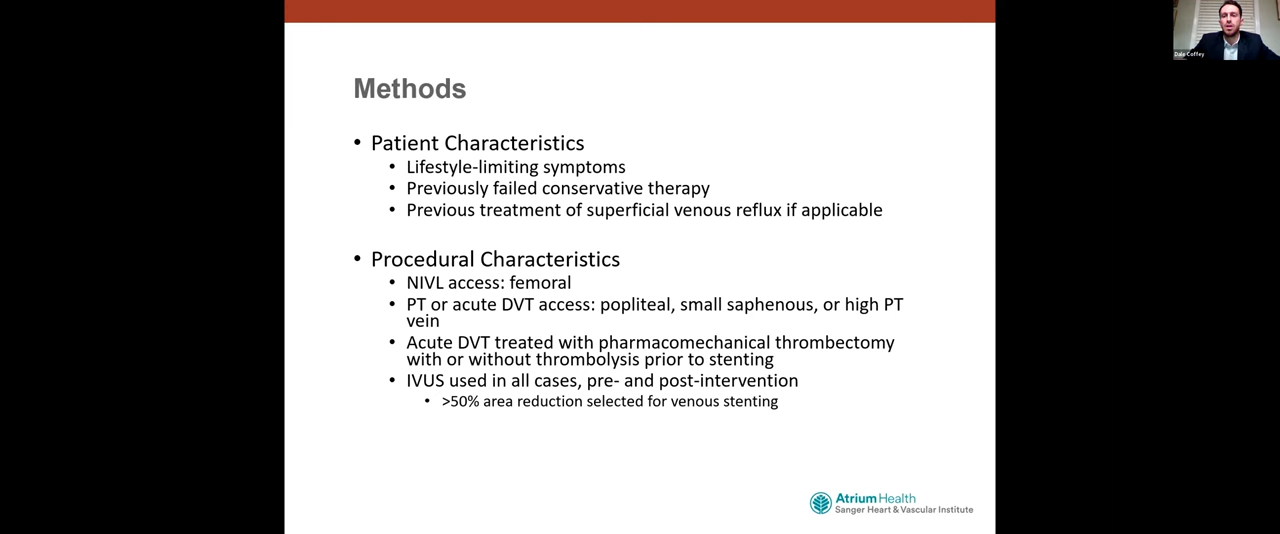 Methods
• Patient Characteristics
• Lifestyle-limiting symptoms
• Previously failed conservative therapy
• Previous treatment of superficial venous reflux if applicable
• Procedural Characteristics
• NIVL access: femoral
• PT or acute DVT access: popliteal, small saphenous, or high PT
vein
• Acute DVT treated with pharmacomechanical thrombectomy
with or without thrombolysis prior to stenting
• IVUS used in all cases, pre- and post-intervention
• >50% area reduction selected for venous stenting
Atrium Health
Sanger Heart & Vascular Institute
Dale Coffey